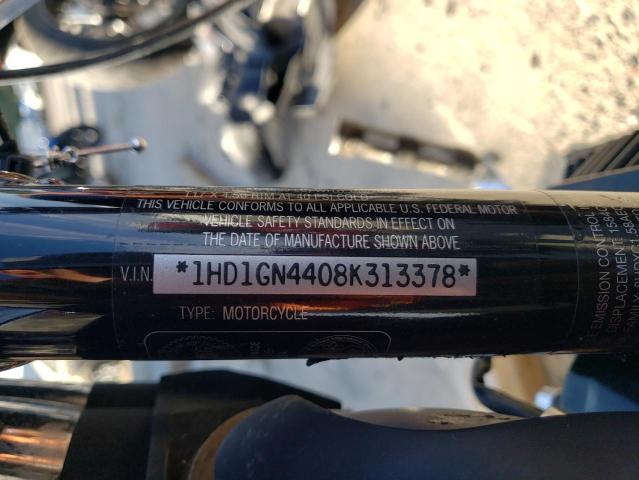 THIS VEHICLE CONFORMS TO ALL APPLICABLE U.S. FEDERAL MOTOR
VEHICLE SAFETY STANDARDS IN EFFECT ON
THE DATE OF MANUFACTURE SHOWN ABOVE
V.I.N. *1HD1GN4408K313378*
TYPE: MOTORCYCLE
EMISSION CONTROL
DISPLACEMENT